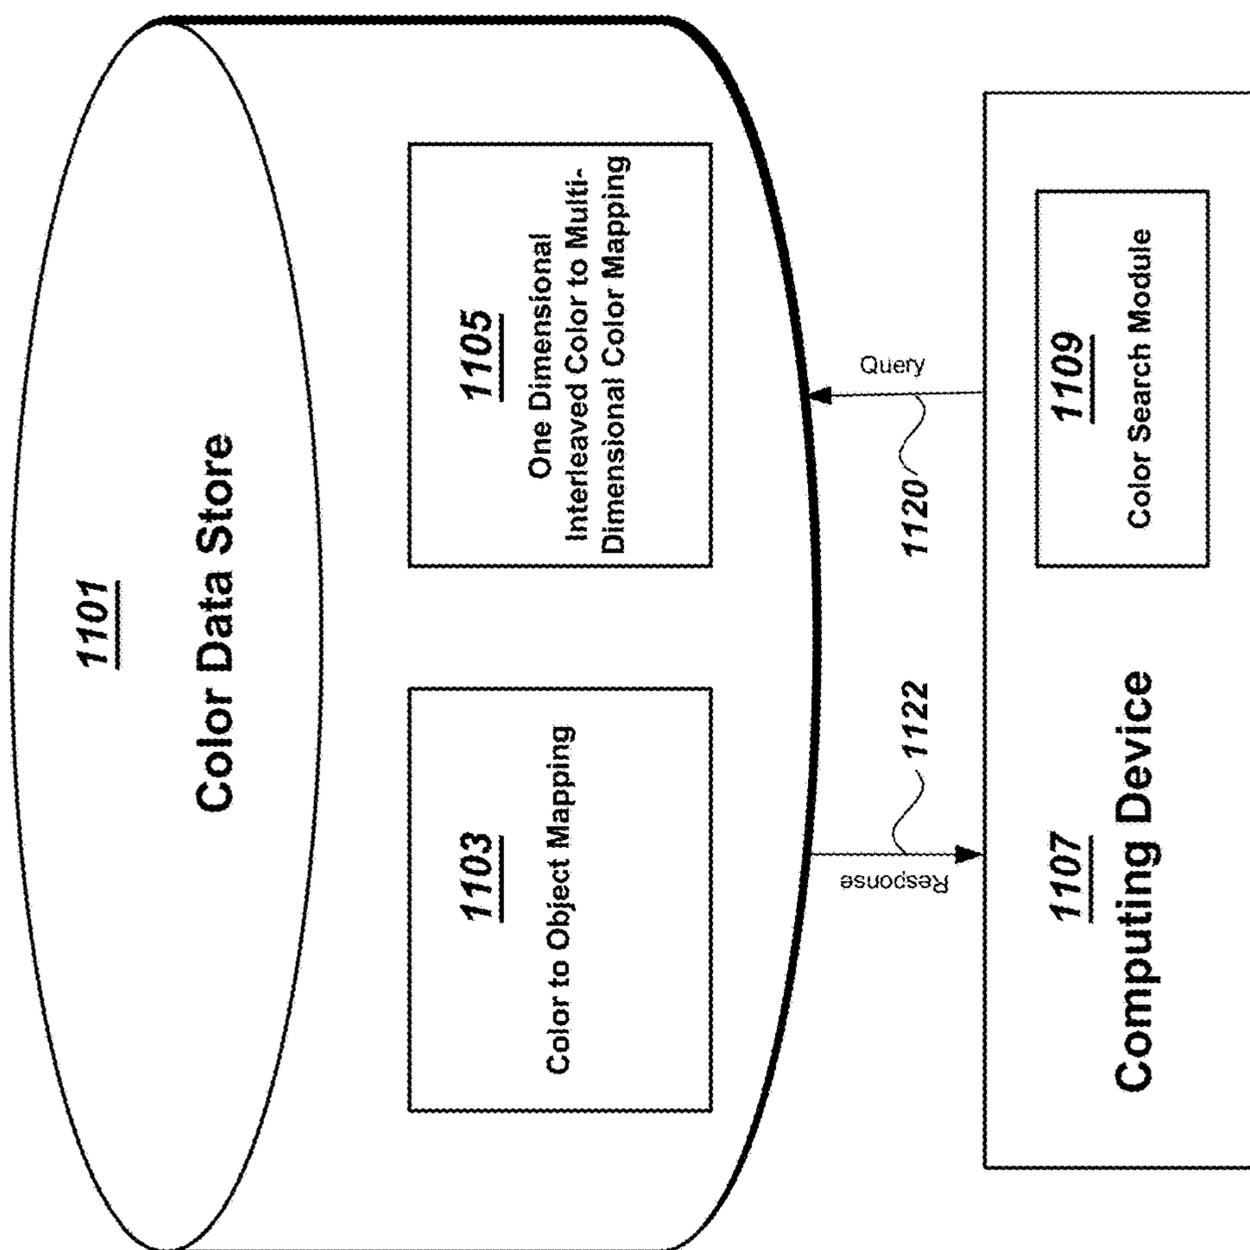 1101
Color Data Store
1103
Color to Object Mapping
1105
One Dimensional
Interleaved Color to Multi-
Dimensional Color Mapping
Response
1122
1120
Query
1107
Computing Device
1109
Color Search Module